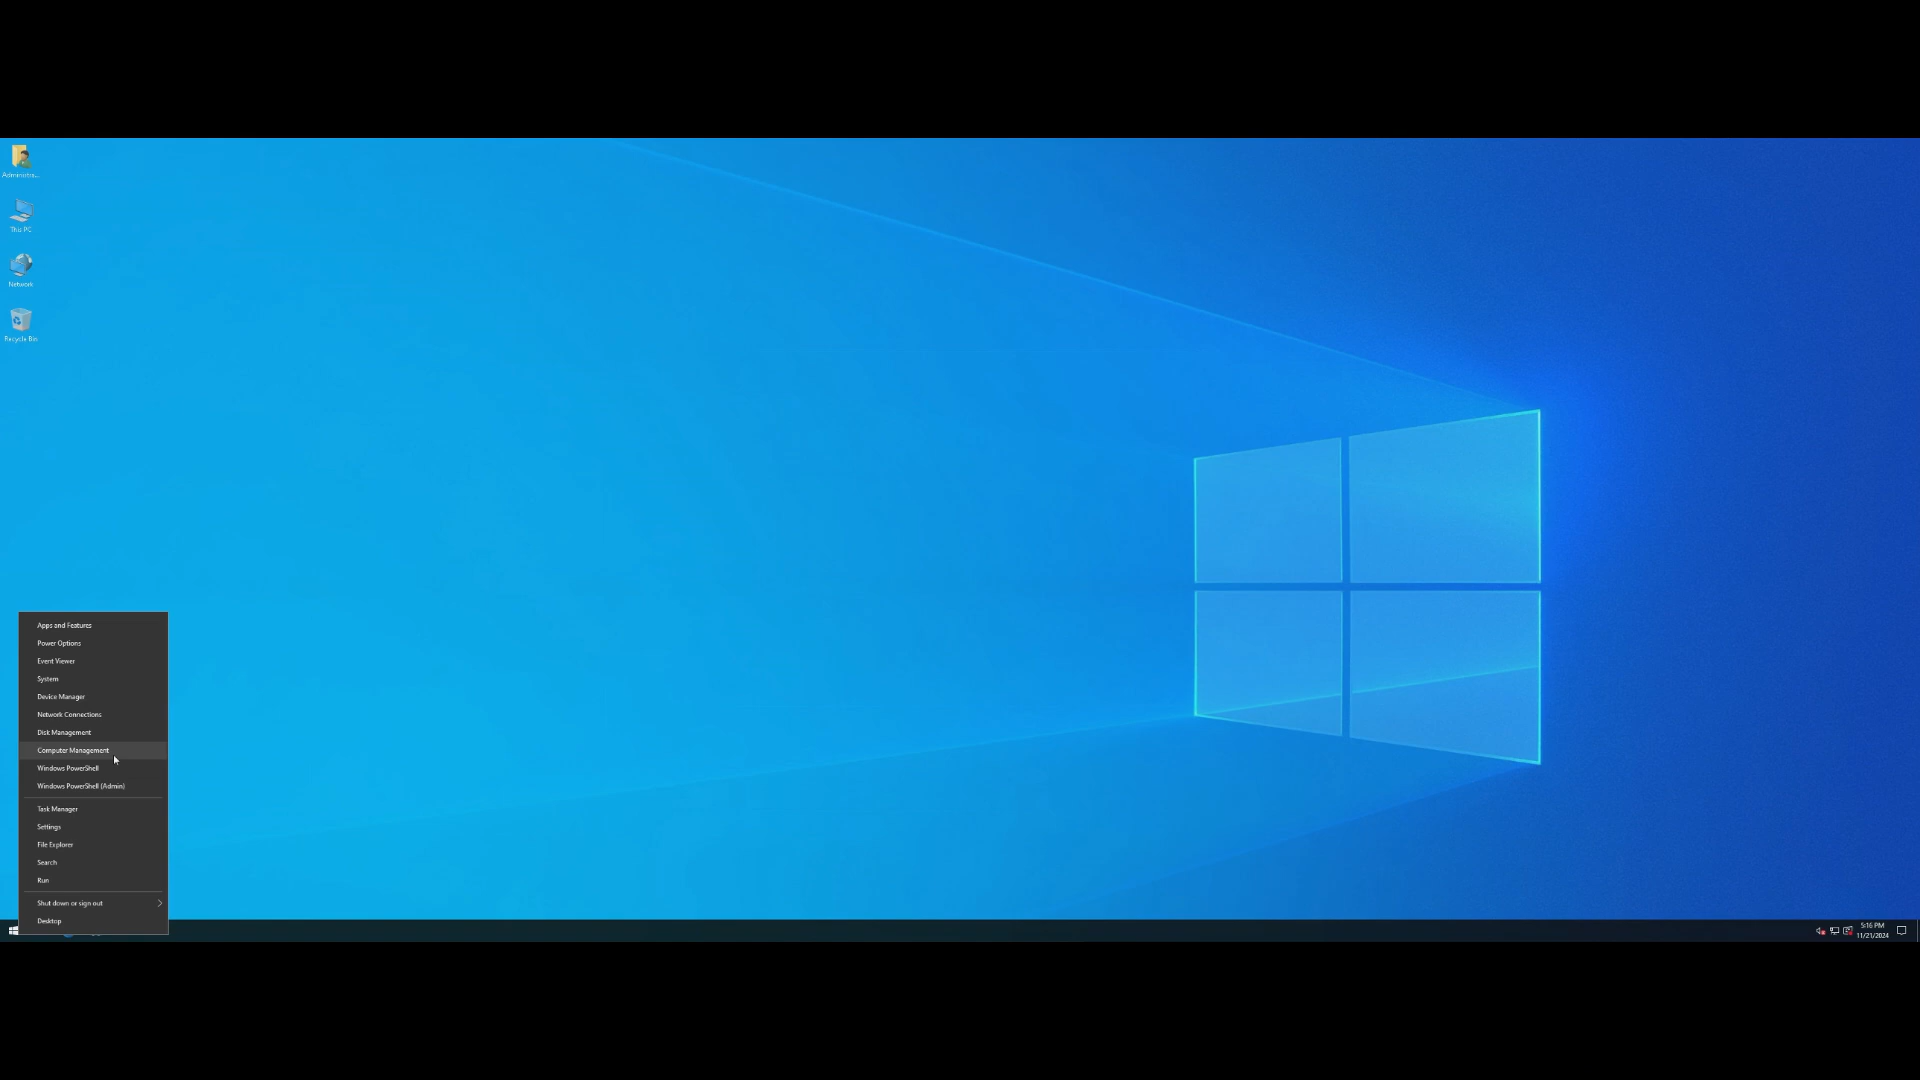 Administra...
This PC
Network
Recycle Bin
Apps and Features
Power Options
Event Viewer
System
Device Manager
Network Connections
Disk Management
Computer Management
Windows PowerShell
Windows PowerShell (Admin)
Task Manager
Settings
File Explorer
Search
Run
Shut down or sign out
Desktop
5:16 PM
11/21/2024